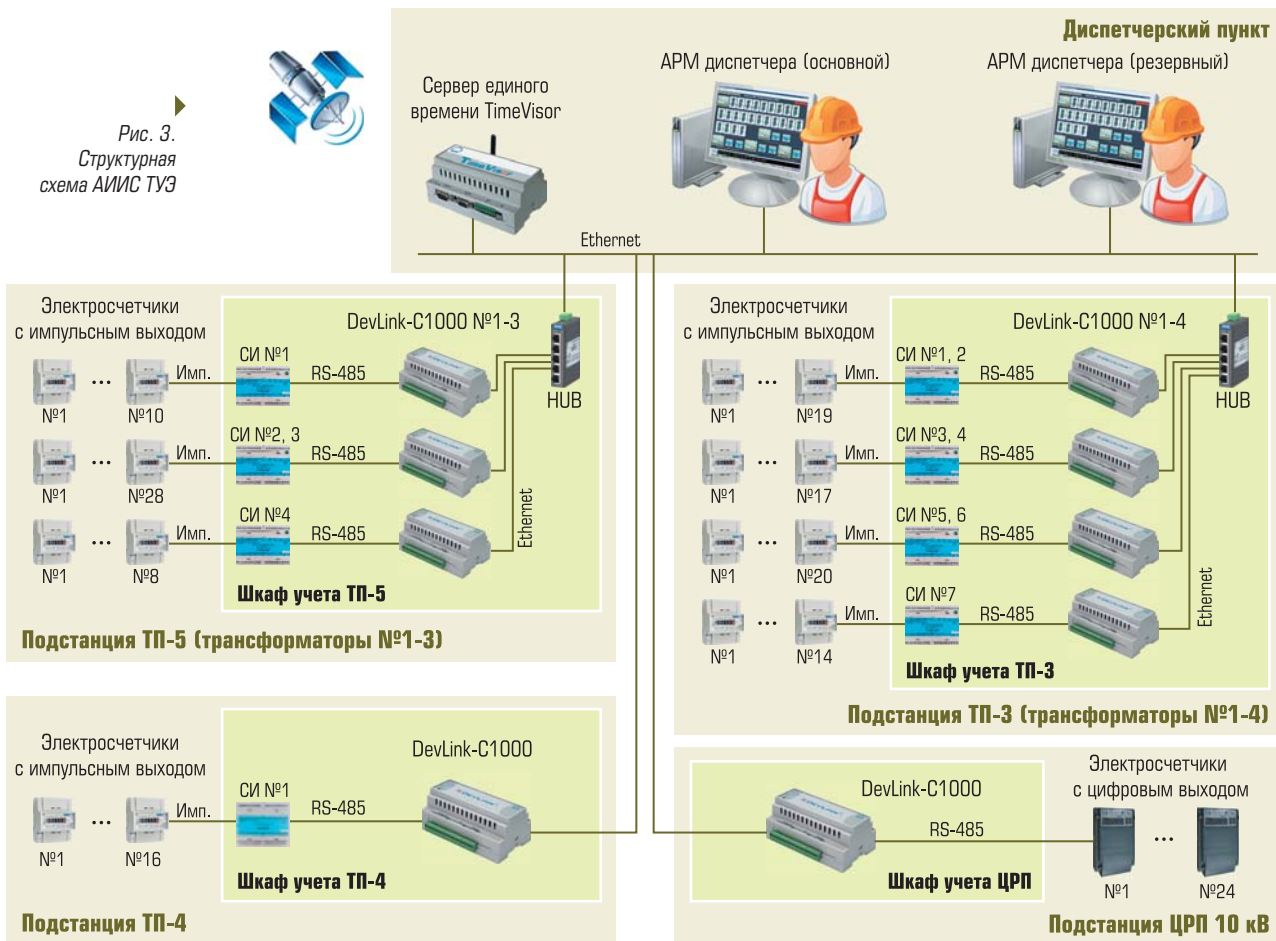 Рис. 3.
Структурная
схема АИИС ТУЭ
Диспетчерский пункт
Сервер единого
времени TimeVisor
АРМ диспетчера (основной)
АРМ диспетчера (резервный)
TimeVisor
Ethernet
Электросчетчики
с импульсным выходом
DevLink-C1000 №1-3
СИ №1
Имп.
RS-485
№1
№10
HUB
СИ №2, 3
Имп.
RS-485
№1
№28
Ethernet
СИ №4
Имп.
RS-485
№1
№8
Шкаф учета ТП-5
Подстанция ТП-5 (трансформаторы №1-3)
Электросчетчики
с импульсным выходом
DevLink-C1000 №1-4
СИ №1, 2
Имп.
RS-485
№1
№19
HUB
СИ №3, 4
Имп.
RS-485
№1
№17
СИ №5, 6
Имп.
RS-485
№1
№20
Ethernet
СИ №7
Имп.
RS-485
№1
№14
Шкаф учета ТП-3
Подстанция ТП-3 (трансформаторы №1-4)
Электросчетчики
с импульсным выходом
DevLink-C1000
СИ №1
Имп.
RS-485
№1
№16
Шкаф учета ТП-4
Подстанция ТП-4
DevLink-C1000
Электросчетчики
с цифровым выходом
RS-485
№1
№24
Шкаф учета ЦРП
Подстанция ЦРП 10 кВ